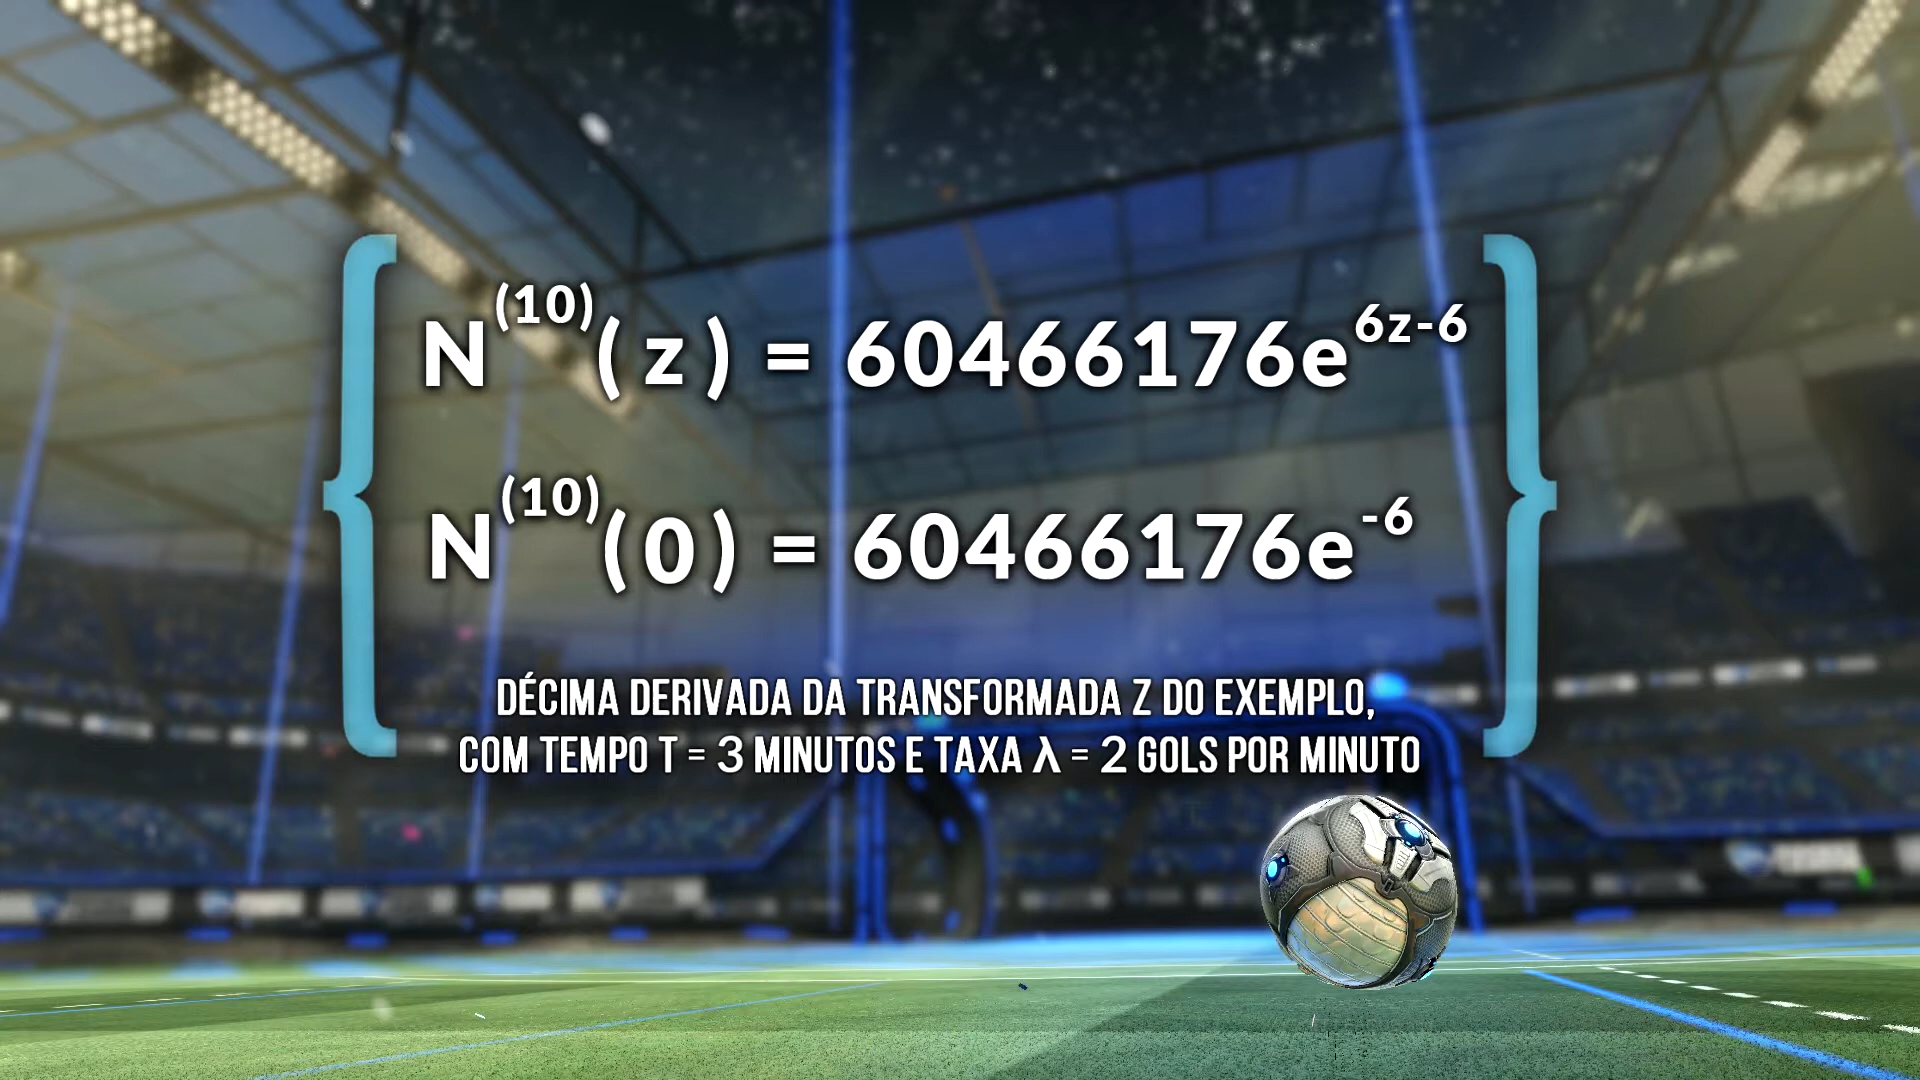 N⁽¹⁰⁾(z) = 60466176e⁶ᶻ⁻⁶
N⁽¹⁰⁾(0) = 60466176e⁻⁶
DÉCIMA DERIVADA DA TRANSFORMADA Z DO EXEMPLO,
COM TEMPO T = 3 MINUTOS E TAXA λ = 2 GOLS POR MINUTO